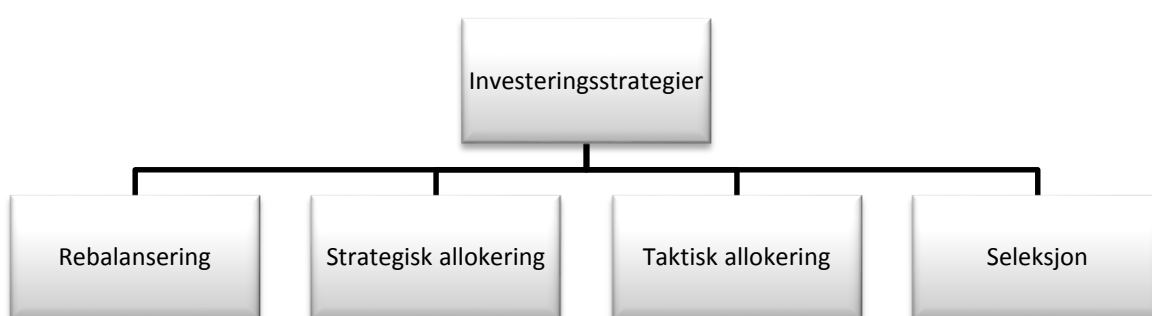 Investeringsstrategier
Rebalansering
Strategisk allokering
Taktisk allokering
Seleksjon